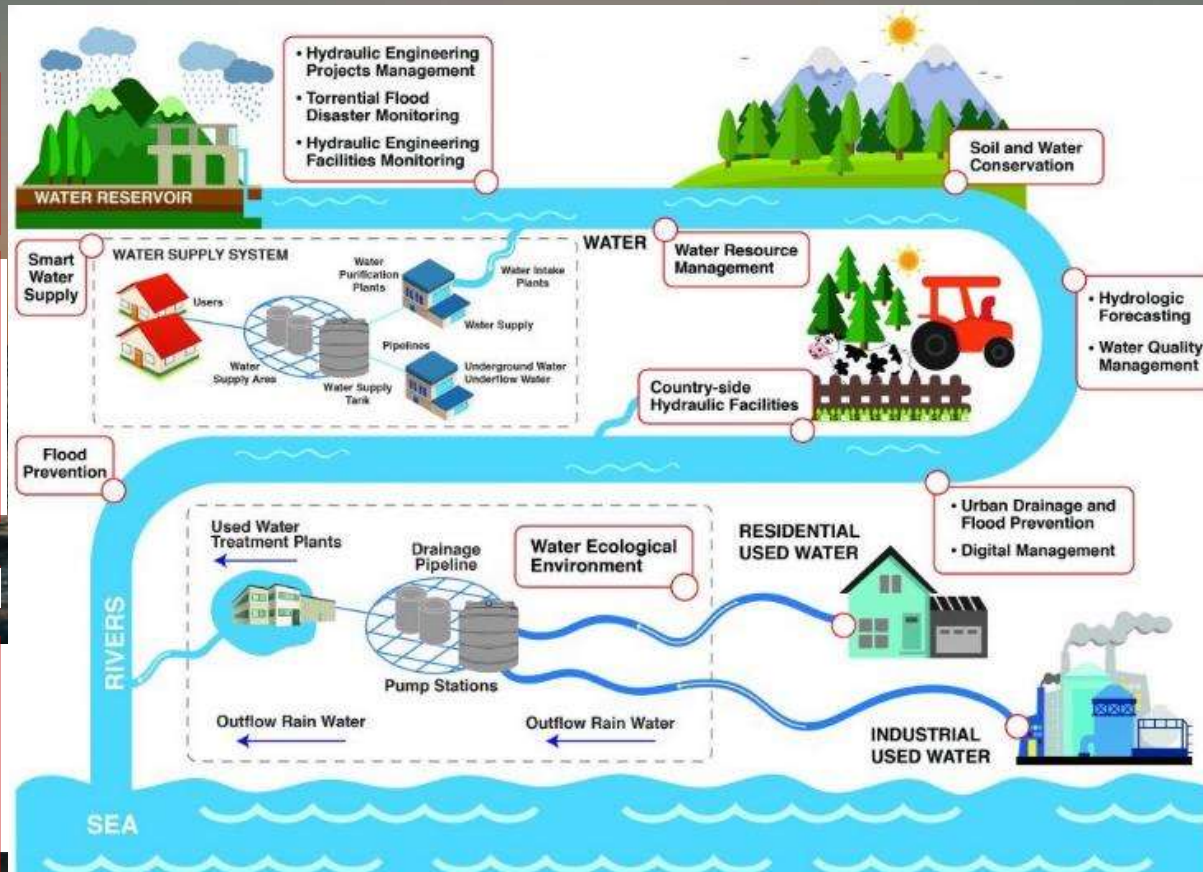 • Hydraulic Engineering
Projects Management
• Torrential Flood
Disaster Monitoring
• Hydraulic Engineering
Facilities Monitoring
Soil and Water
Conservation
WATER RESERVOIR
Smart
Water
Supply
WATER SUPPLY SYSTEM
Users
Water
Purification
Plants
Water Intake
Plants
Water Supply
Pipelines
Water
Supply Area
Water Supply
Tank
Underground Water
Underflow Water
WATER
Water Resource
Management
• Hydrologic
Forecasting
• Water Quality
Management
Country-side
Hydraulic Facilities
Flood
Prevention
• Urban Drainage and
Flood Prevention
• Digital Management
Used Water
Treatment Plants
Drainage
Pipeline
Water Ecological
Environment
RESIDENTIAL
USED WATER
Pump Stations
RIVERS
Outflow Rain Water
Outflow Rain Water
INDUSTRIAL
USED WATER
SEA